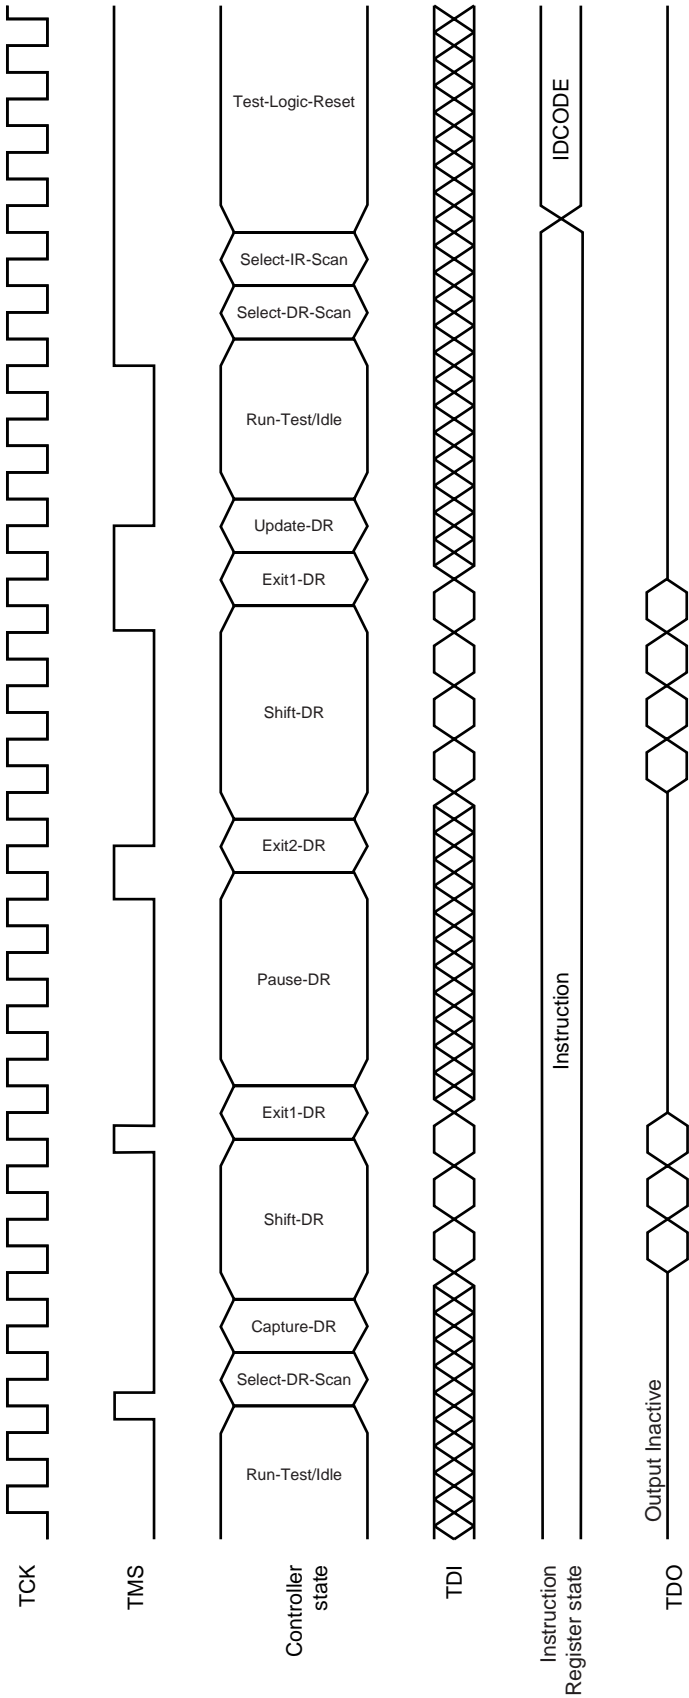 TCK
TMS
Controller
state
Run-Test/Idle
Select-DR-Scan
Capture-DR
Shift-DR
Exit1-DR
Pause-DR
Exit2-DR
Shift-DR
Exit1-DR
Update-DR
Run-Test/Idle
Select-DR-Scan
Select-IR-Scan
Test-Logic-Reset
TDI
Instruction
Register state
Instruction
IDCODE
TDO
Output Inactive